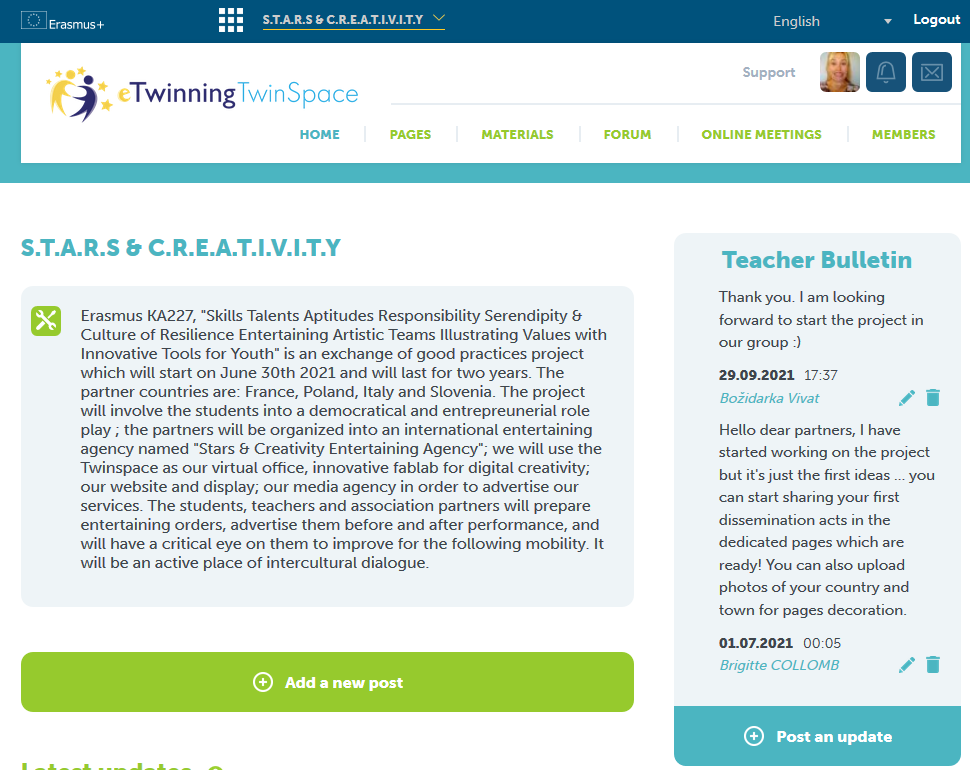 Erasmus+
S.T.A.R.S & C.R.E.A.T.I.V.I.T.Y
English
Logout
eTwinningTwinSpace
Support
HOME
PAGES
MATERIALS
FORUM
ONLINE MEETINGS
MEMBERS
S.T.A.R.S & C.R.E.A.T.I.V.I.T.Y
Erasmus KA227, "Skills Talents Aptitudes Responsibility Serendipity &
Culture of Resilience Entertaining Artistic Teams Illustrating Values with
Innovative Tools for Youth" is an exchange of good practices project
which will start on June 30th 2021 and will last for two years. The
partner countries are: France, Poland, Italy and Slovenia. The project
will involve the students into a democratical and entrepreunerial role
play ; the partners will be organized into an international entertaining
agency named "Stars & Creativity Entertaining Agency"; we will use the
Twinspace as our virtual office, innovative fablab for digital creativity;
our website and display; our media agency in order to advertise our
services. The students, teachers and association partners will prepare
entertaining orders, advertise them before and after performance, and
will have a critical eye on them to improve for the following mobility. It
will be an active place of intercultural dialogue.
Add a new post
Latest updates
Teacher Bulletin
Thank you. I am looking
forward to start the project in
our group :)
29.09.2021 17:37
Božidarka Vivat
Hello dear partners, I have
started working on the project
but it's just the first ideas ... you
can start sharing your first
dissemination acts in the
dedicated pages which are
ready! You can also upload
photos of your country and
town for pages decoration.
01.07.2021 00:05
Brigitte COLLOMB
Post an update